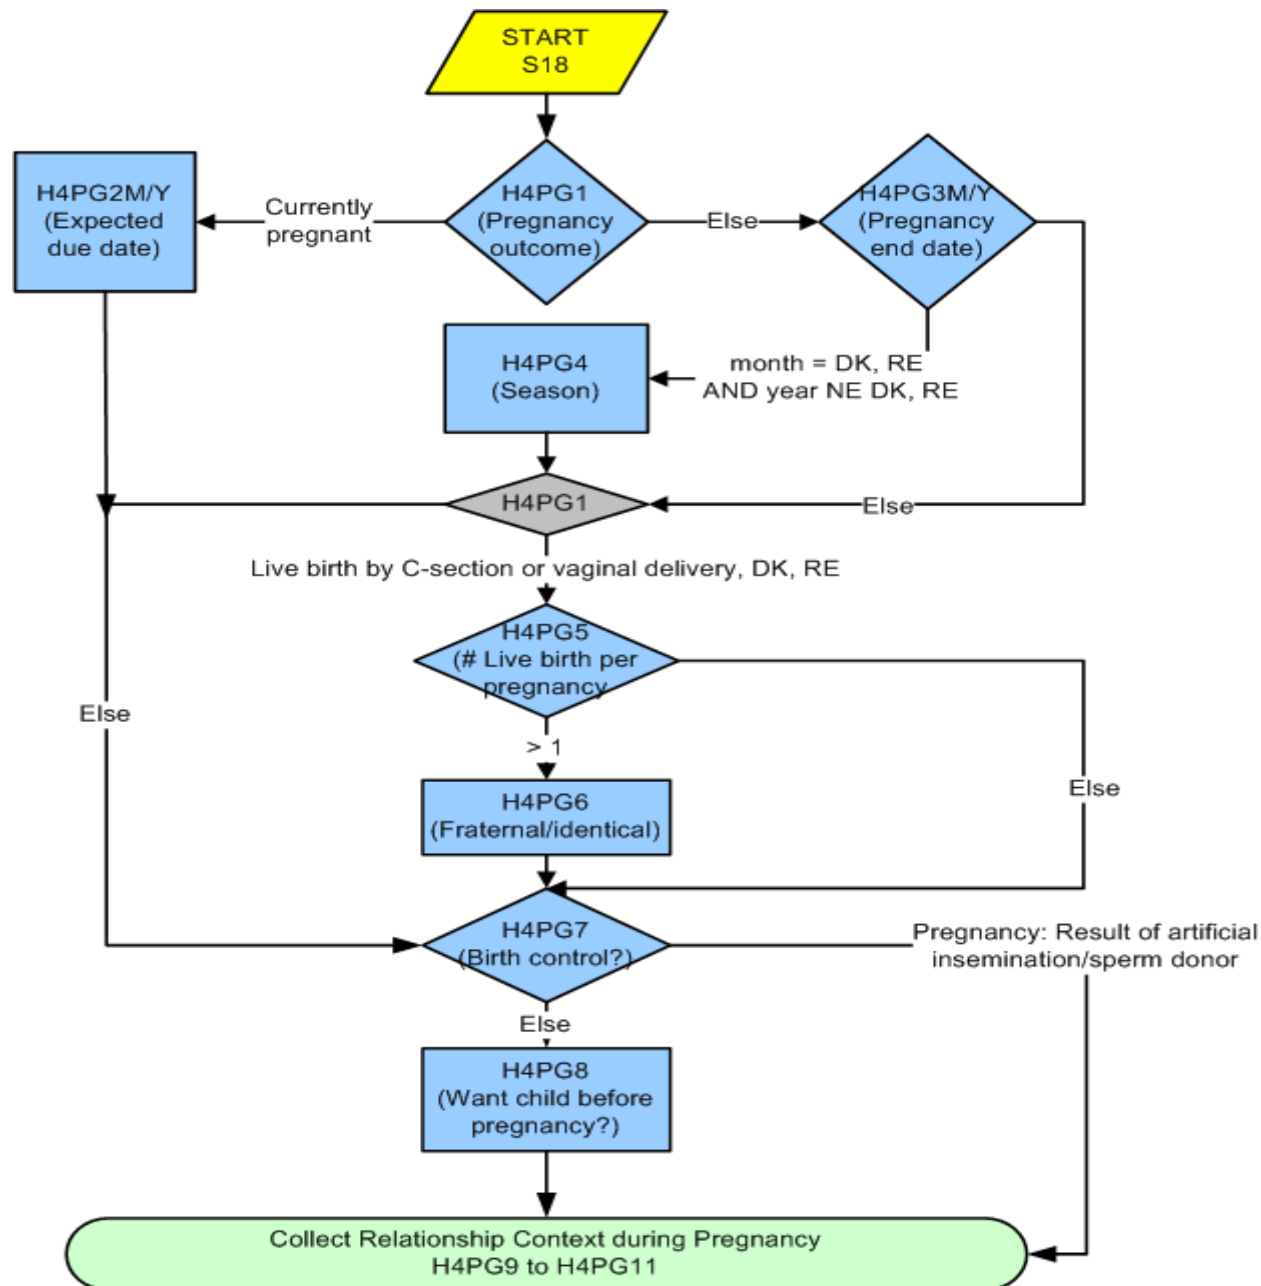 START
S18
H4PG2M/Y
(Expected
due date)
Currently
pregnant
H4PG1
(Pregnancy
outcome)
Else
H4PG3M/Y
(Pregnancy
end date)
H4PG4
(Season)
month = DK, RE
AND year NE DK, RE
H4PG1
Else
Live birth by C-section or vaginal delivery, DK, RE
H4PG5
(# Live birth per
pregnancy
Else
> 1
Else
H4PG6
(Fraternal/identical)
H4PG7
(Birth control?)
Pregnancy: Result of artificial
insemination/sperm donor
Else
H4PG8
(Want child before
pregnancy?)
Collect Relationship Context during Pregnancy
H4PG9 to H4PG11